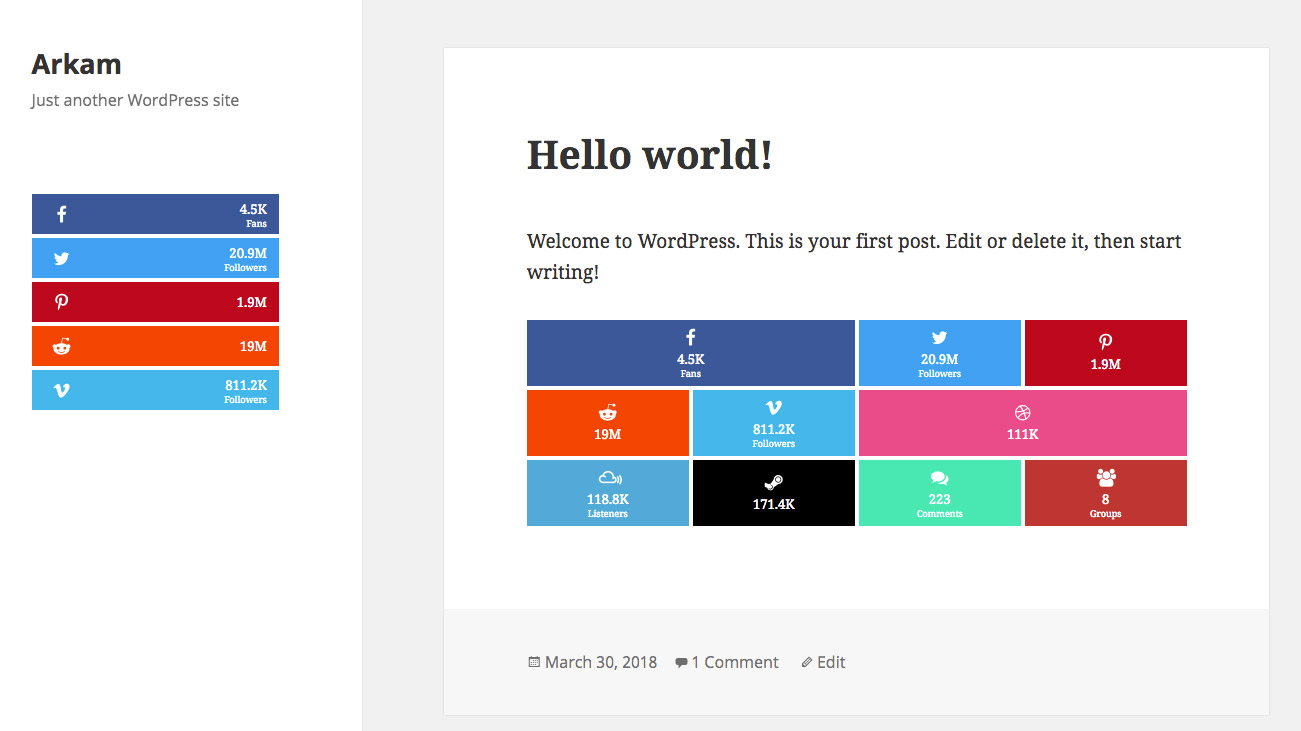 Arkam
Just another WordPress site
4.5K
Fans
20.9M
Followers
1.9M
19M
811.2K
Followers
Hello world!
Welcome to WordPress. This is your first post. Edit or delete it, then start
writing!
4.5K
Fans
20.9M
Followers
1.9M
19M
811.2K
Followers
111K
118.8K
Listeners
171.4K
223
Comments
8
Groups
March 30, 2018 1 Comment Edit